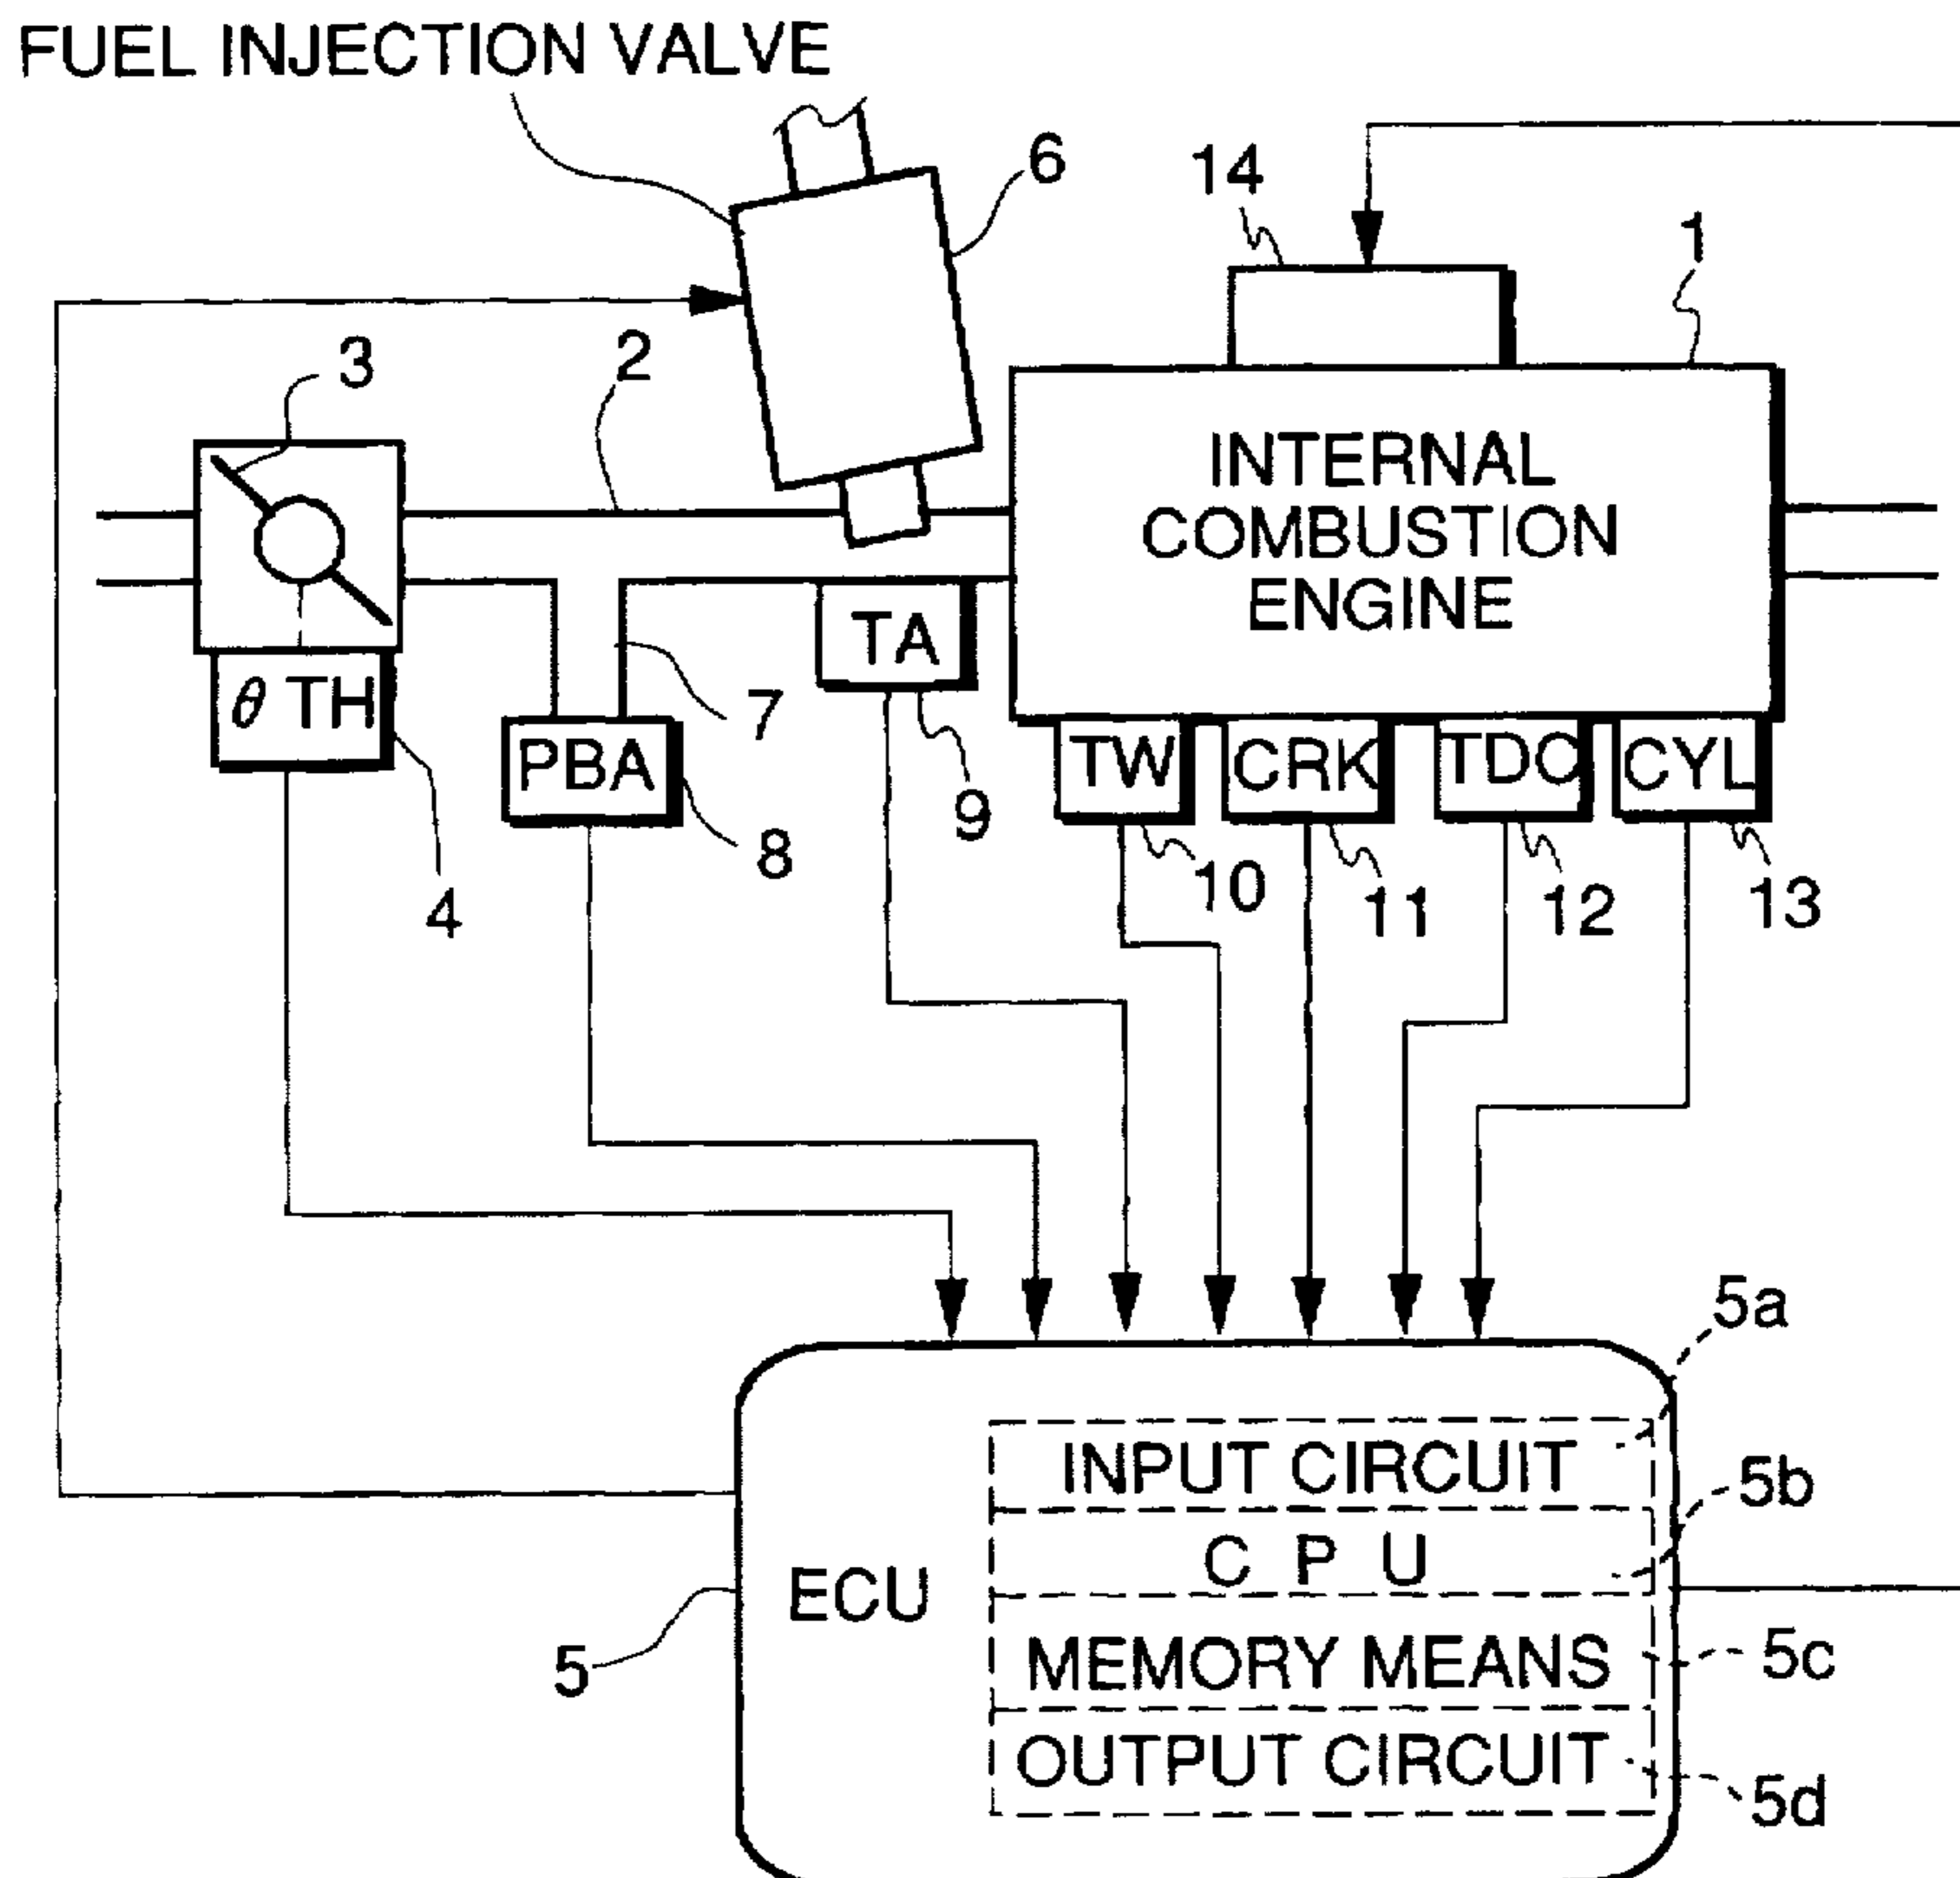 FUEL INJECTION VALVE
6
14
1
3
2
INTERNAL
COMBUSTION
ENGINE
θ TH
TA
7
PBA
TW
CRK
TDC
CYL
4
8
9
10
11
12
13
5a
INPUT CIRCUIT
5b
C P U
ECU
5
MEMORY MEANS
5c
OUTPUT CIRCUIT
5d